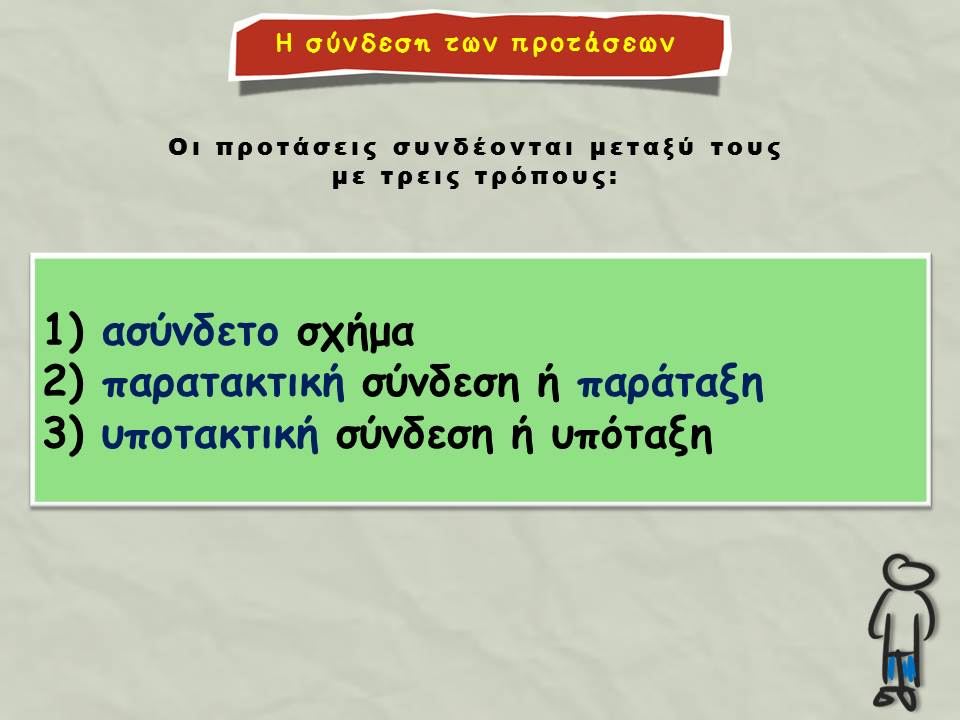 Η σύνδεση των προτάσεων
Οι προτάσεις συνδέονται μεταξύ τους
με τρεις τρόπους:
1) ασύνδετο σχήμα
2) παρατακτική σύνδεση ή παράταξη
3) υποτακτική σύνδεση ή υπόταξη